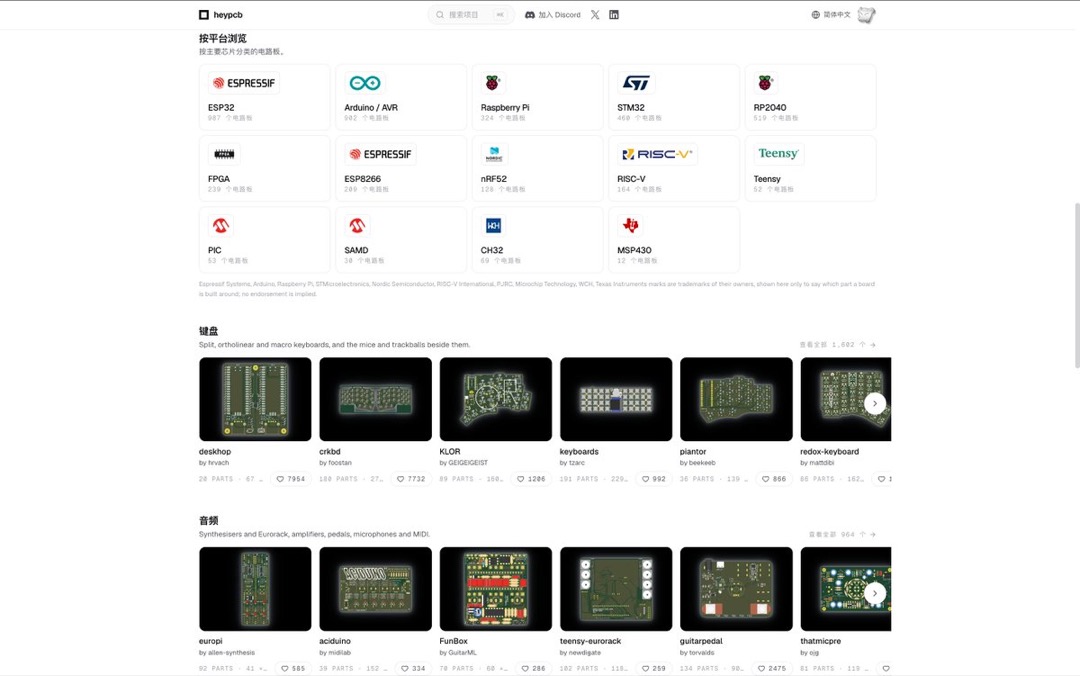 heypcb
搜索项目
⌘K
加入 Discord
简体中文
按平台浏览
按主要芯片分类的电路板。
ESPRESSIF
ESP32
987 个电路板
Arduino / AVR
902 个电路板
Raspberry Pi
324 个电路板
STM32
460 个电路板
RP2040
519 个电路板
FPGA
FPGA
239 个电路板
ESPRESSIF
ESP8266
208 个电路板
NORDIC
nRF52
128 个电路板
RISC-V
RISC-V
164 个电路板
Teensy
Teensy
52 个电路板
PIC
53 个电路板
SAMD
30 个电路板
WCH
CH32
69 个电路板
MSP430
12 个电路板
Espressif Systems, Arduino, Raspberry Pi, STMicroelectronics, Nordic Semiconductor, RISC-V International, PJRC, Microchip Technology, WCH, Texas Instruments marks are trademarks of their owners, shown here only to say which part a board
is built around; no endorsement is implied.
键盘
Split, ortholinear and macro keyboards, and the mice and trackballs beside them.
查看全部 1,602 个 →
deskhop
by hrvach
20 PARTS · 67 …
7954
crkbd
by foostan
188 PARTS · 27…
7732
KLOR
by GEIGEIGEIST
89 PARTS · 160…
1206
keyboards
by tzarc
191 PARTS · 229…
992
piantor
by beekeeb
36 PARTS · 139 …
866
redox-keyboard
by mattdibi
86 PARTS · 162…
音频
Synthesisers and Eurorack, amplifiers, pedals, microphones and MIDI.
查看全部 964 个 →
europi
by allen-synthesis
92 PARTS · 41 ×…
585
ACIDUINO
aciduino
by midilab
39 PARTS · 152 …
334
FunBox
by GuitarML
70 PARTS · 60 ×…
286
teensy-eurorack
by newdigate
102 PARTS · 118…
259
guitarpedal
by torvalds
134 PARTS · 90…
2475
thatmicpre
by ojg
81 PARTS · 119 …